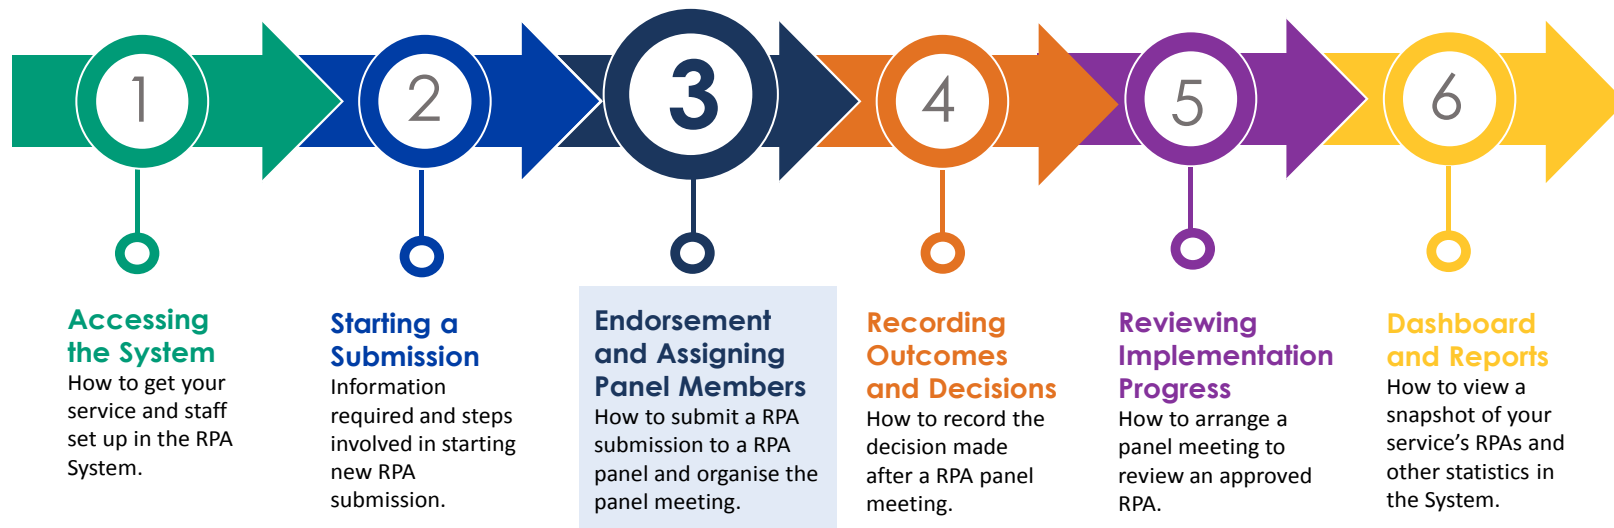 1
2
3
4
5
6
Accessing
the System
How to get your
service and staff
set up in the RPA
System.
Starting a
Submission
Information
required and steps
involved in starting
new RPA
submission.
Endorsement
and Assigning
Panel Members
How to submit a RPA
submission to a RPA
panel and organise the
panel meeting.
Recording
Outcomes
and Decisions
How to record the
decision made
after a RPA panel
meeting.
Reviewing
Implementation
Progress
How to arrange a
panel meeting to
review an approved
RPA.
Dashboard
and Reports
How to view a
snapshot of your
service’s RPAs and
other statistics in
the System.